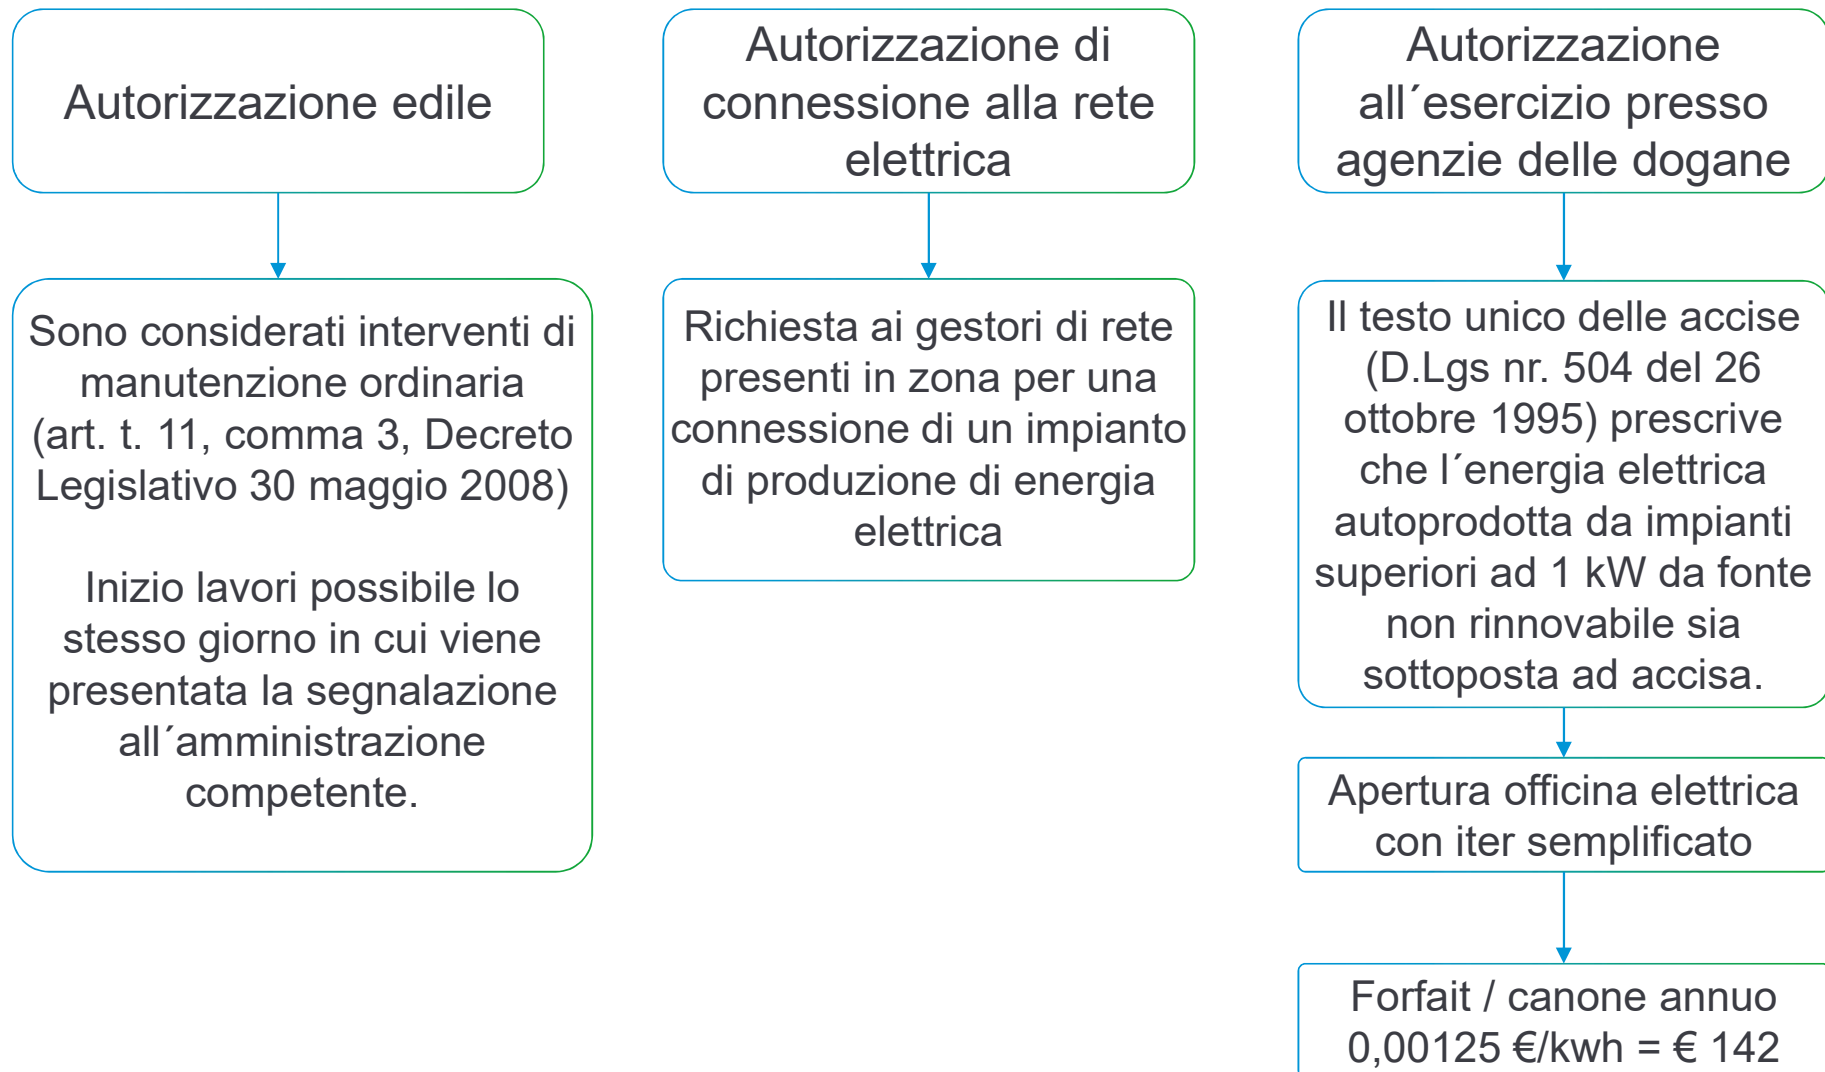 Autorizzazione edile
Sono considerati interventi di
manutenzione ordinaria
(art. t. 11, comma 3, Decreto
Legislativo 30 maggio 2008)
Inizio lavori possibile lo
stesso giorno in cui viene
presentata la segnalazione
all´amministrazione
competente.
Autorizzazione di
connessione alla rete
elettrica
Richiesta ai gestori di rete
presenti in zona per una
connessione di un impianto
di produzione di energia
elettrica
Autorizzazione
all´esercizio presso
agenzie delle dogane
Il testo unico delle accise
(D.Lgs nr. 504 del 26
ottobre 1995) prescrive
che l´energia elettrica
autoprodotta da impianti
superiori ad 1 kW da fonte
non rinnovabile sia
sottoposta ad accisa.
Apertura officina elettrica
con iter semplificato
Forfait / canone annuo
0,00125 €/kwh = € 142